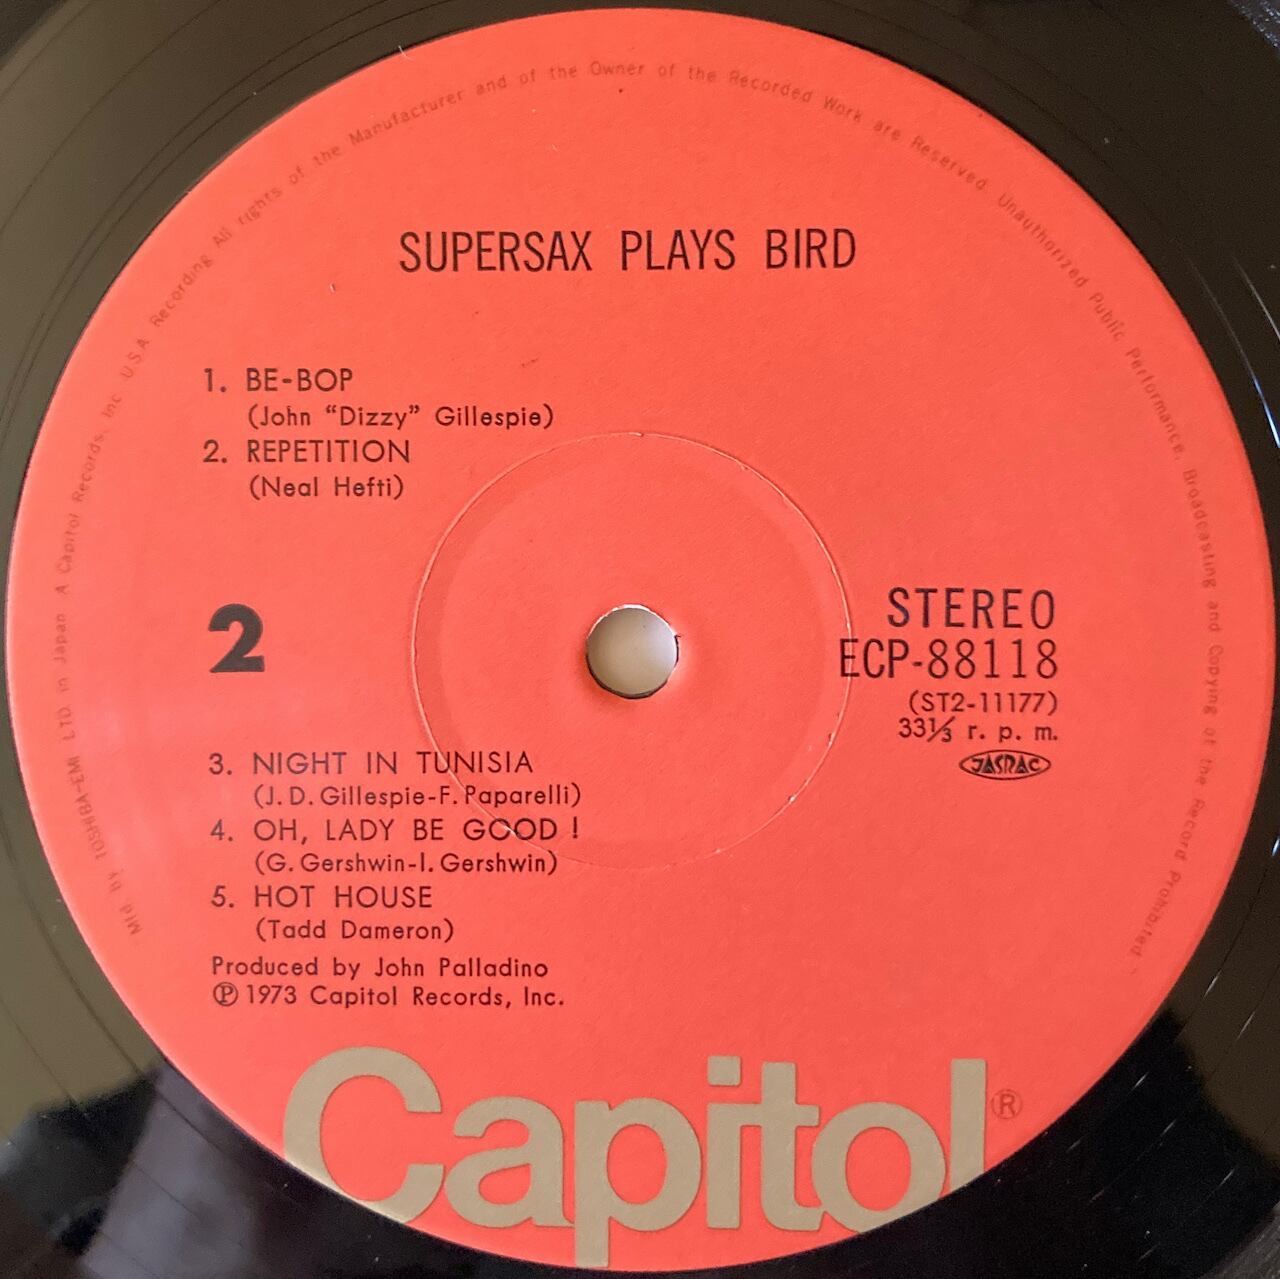 Mfd. by TOSHIBA-EMI LTD. in Japan A Capitol Records, Inc. U.S.A. Recording All rights of the Manufacturer and of the Owner of the Recorded Work are Reserved. Unauthorized Public Performance, Broadcasting and Copying of the Record Prohibited.
SUPERSAX PLAYS BIRD
1. BE-BOP
(John “Dizzy” Gillespie)
2. REPETITION
(Neal Hefti)
2
STEREO
ECP-88118
(ST2-11177)
33⅓ r. p. m.
JASRAC
3. NIGHT IN TUNISIA
(J. D. Gillespie-F. Paparelli)
4. OH, LADY BE GOOD !
(G. Gershwin-I. Gershwin)
5. HOT HOUSE
(Tadd Dameron)
Produced by John Palladino
Ⓟ 1973 Capitol Records, Inc.
Capitol®